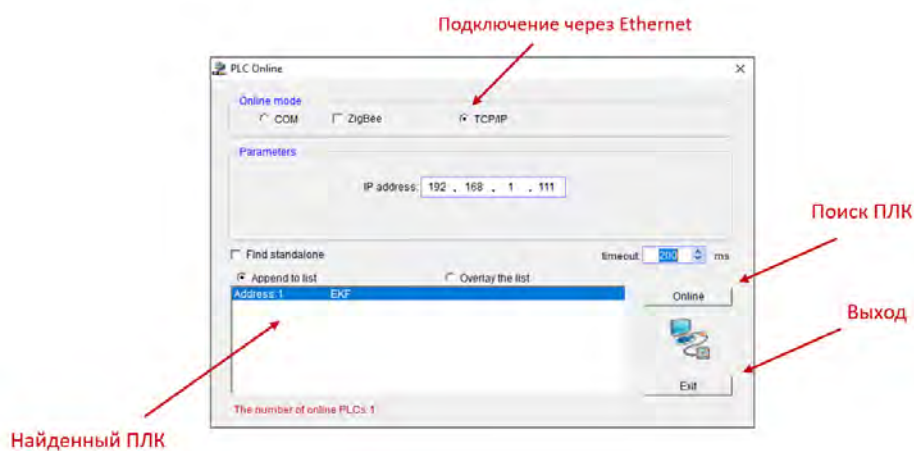 Подключение через Ethernet
PLC Online
Online mode
COM ZigBee TCP/IP
Parameters
IP address: 192 . 168 . 1 . 111
Поиск ПЛК
Find standalone timeout 200 ms
Append to list Overlay the list
Address:1 EKF
Online
Выход
Exit
The number of online PLCs:1
Найденный ПЛК